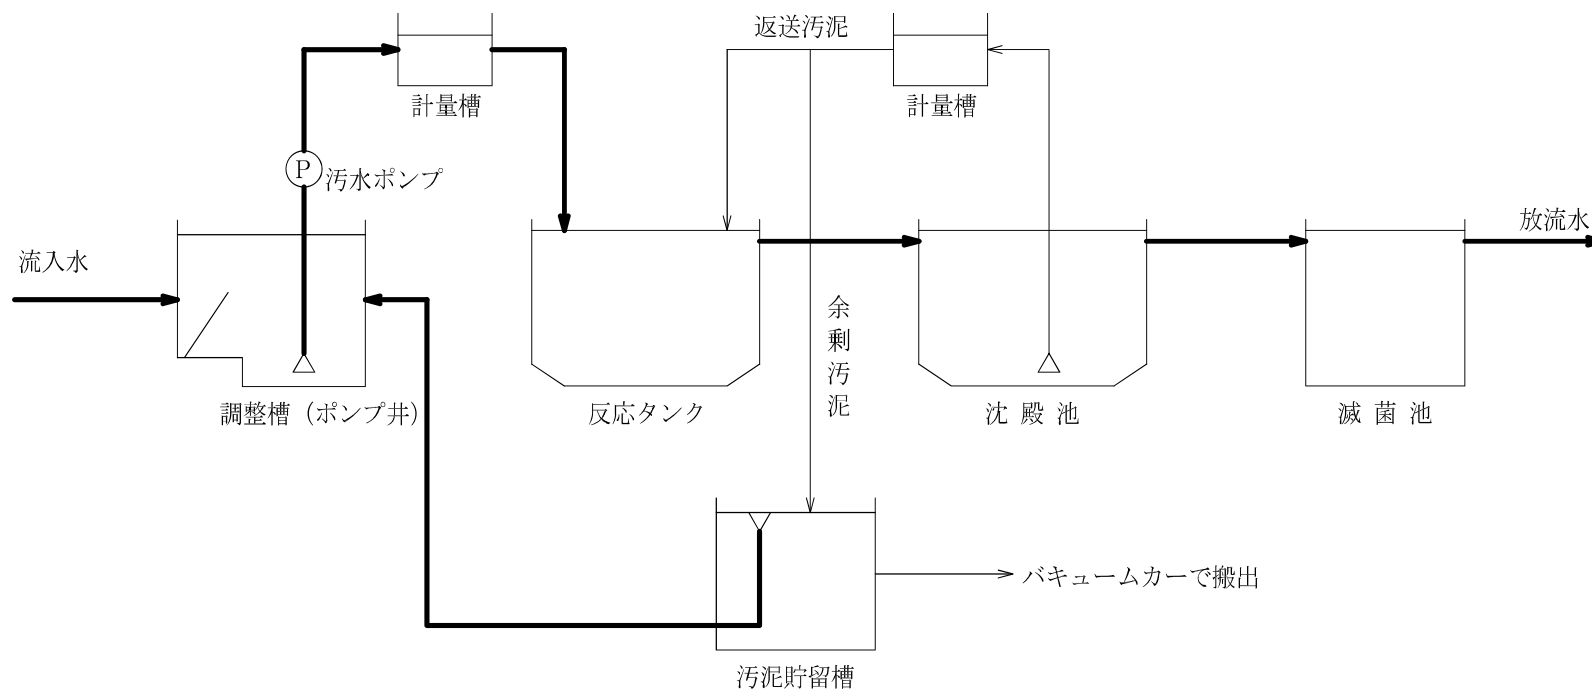 返送汚泥
計量槽
計量槽
P
汚水ポンプ
流入水
放流水
余剰汚泥
調整槽（ポンプ井）
反応タンク
沈殿池
滅菌池
バキュームカーで搬出
汚泥貯留槽